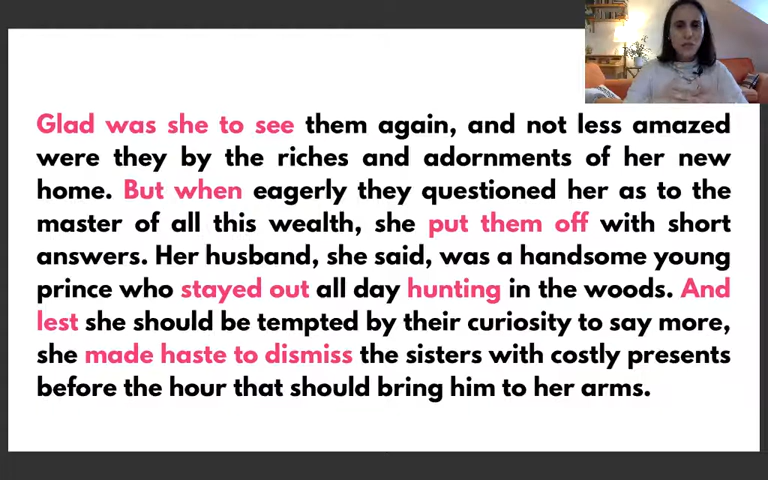 Glad was she to see them again, and not less amazed
were they by the riches and adornments of her new
home. But when eagerly they questioned her as to the
master of all this wealth, she put them off with short
answers. Her husband, she said, was a handsome young
prince who stayed out all day hunting in the woods. And
lest she should be tempted by their curiosity to say more,
she made haste to dismiss the sisters with costly presents
before the hour that should bring him to her arms.